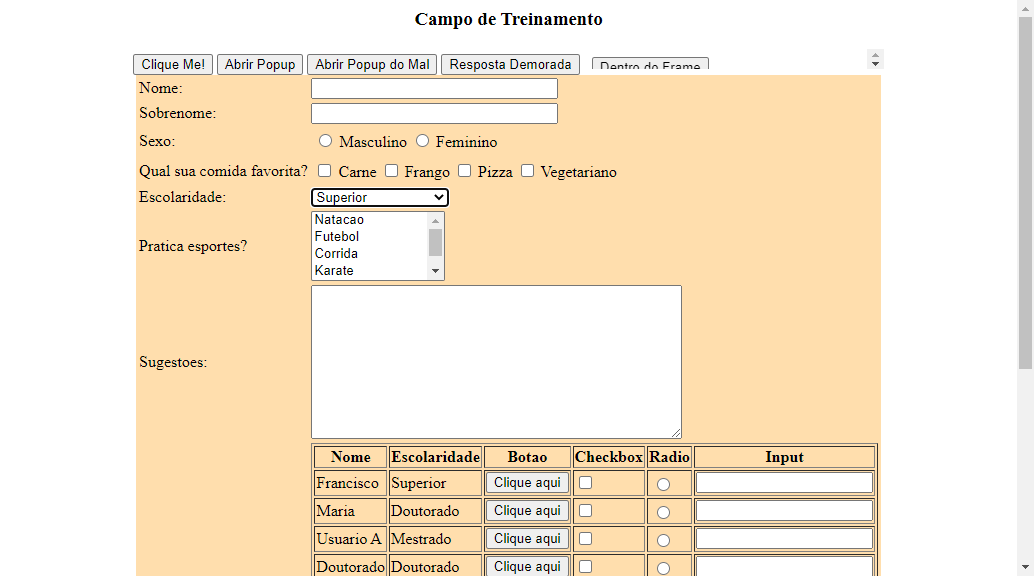 Campo de Treinamento
Clique Me! Abrir Popup Abrir Popup do Mal Resposta Demorada Dentro do Frame
Nome:
Sobrenome:
Sexo: Masculino Feminino
Qual sua comida favorita? Carne Frango Pizza Vegetariano
Escolaridade: Superior
Natacao
Futebol
Pratica esportes?
Corrida
Karate
Sugestoes:
Nome Escolaridade Botao Checkbox Radio Input
Francisco Superior Clique aqui
Maria Doutorado Clique aqui
Usuario A Mestrado Clique aqui
Doutorado Doutorado Clique aqui